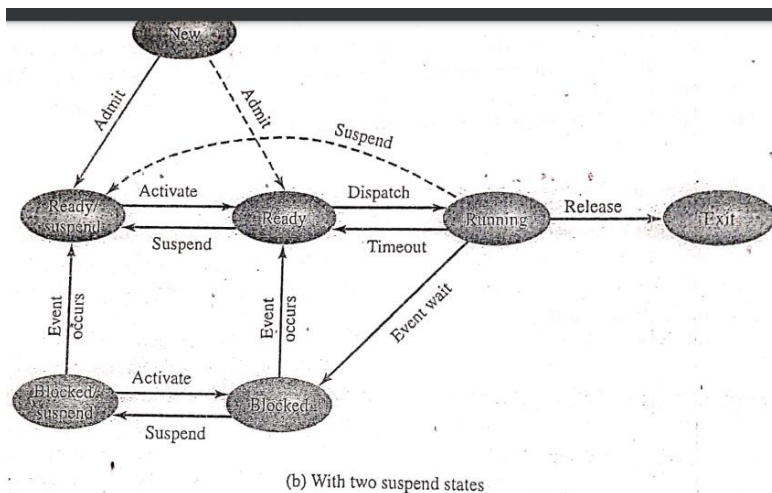 New
Admit
Admit
Suspend
Ready/
suspend
Activate
Suspend
Ready
Dispatch
Timeout
Running
Release
Exit
Event
occurs
Event
occurs
Event wait
Blocked/
suspend
Activate
Suspend
Blocked
(b) With two suspend states